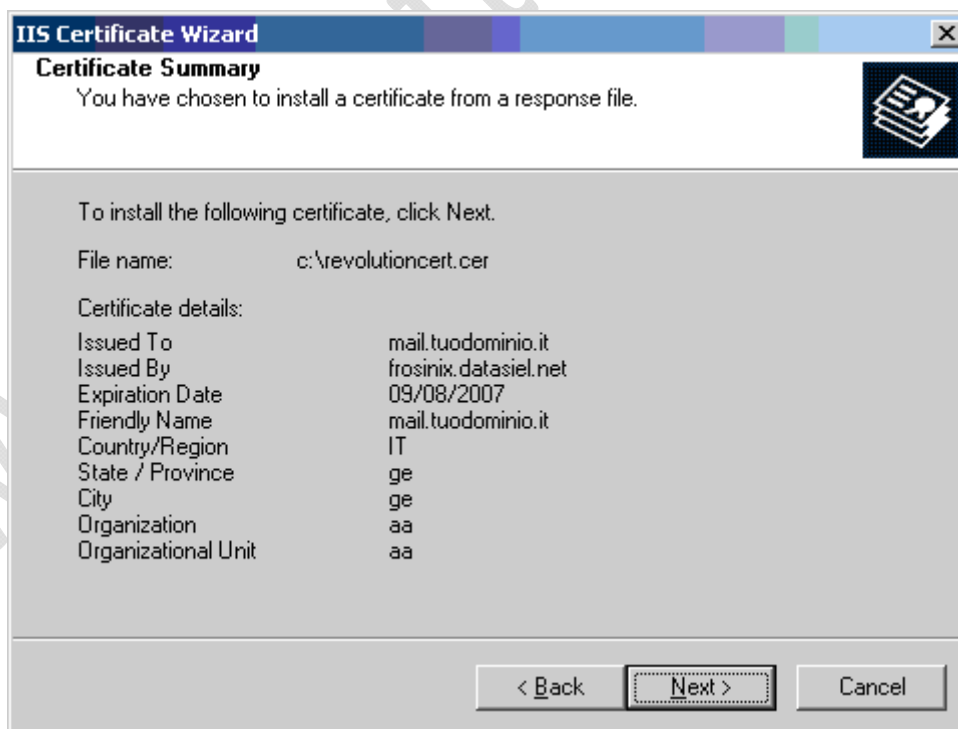 IIS Certificate Wizard
Certificate Summary
You have chosen to install a certificate from a response file.
To install the following certificate, click Next.
File name: c:\revolutioncert.cer
Certificate details:
Issued To mail.tuodominio.it
Issued By frosinix.datasiel.net
Expiration Date 09/08/2007
Friendly Name mail.tuodominio.it
Country/Region IT
State / Province ge
City ge
Organization aa
Organizational Unit aa
< Back Next > Cancel